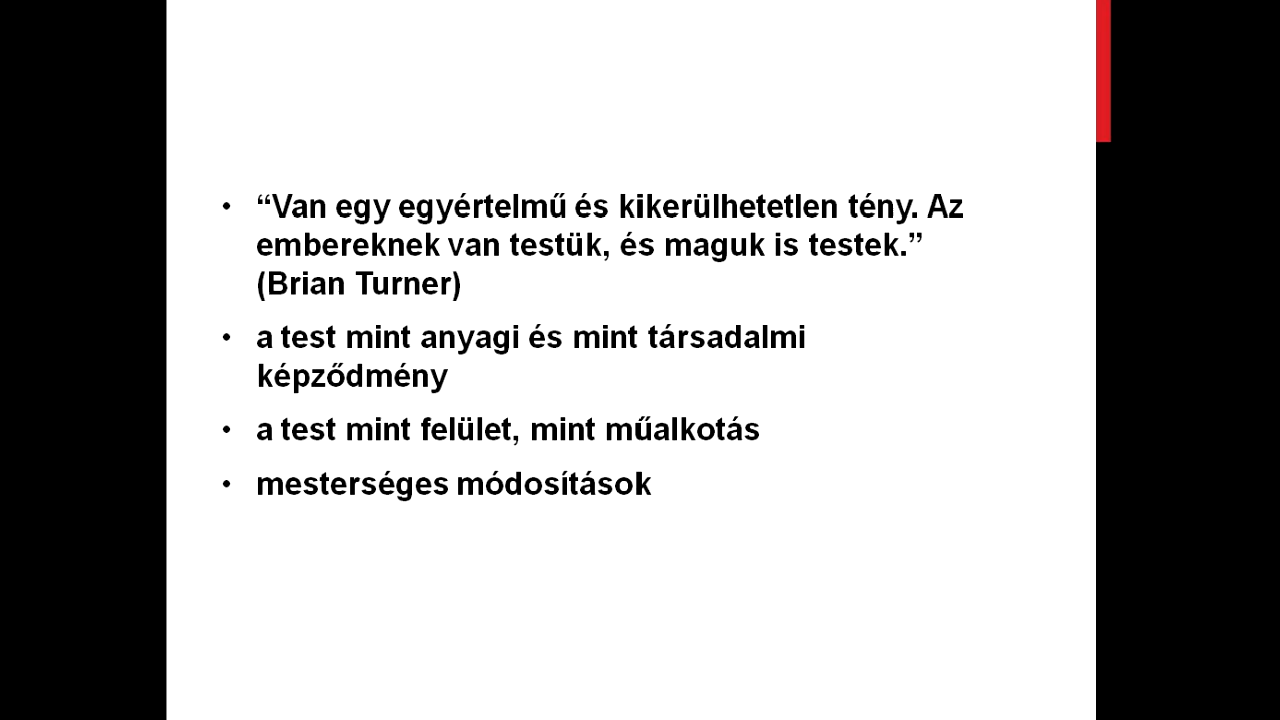 • “Van egy egyértelmű és kikerülhetetlen tény. Az
embereknek van testük, és maguk is testek.”
(Brian Turner)
• a test mint anyagi és mint társadalmi
képződmény
• a test mint felület, mint műalkotás
• mesterséges módosítások